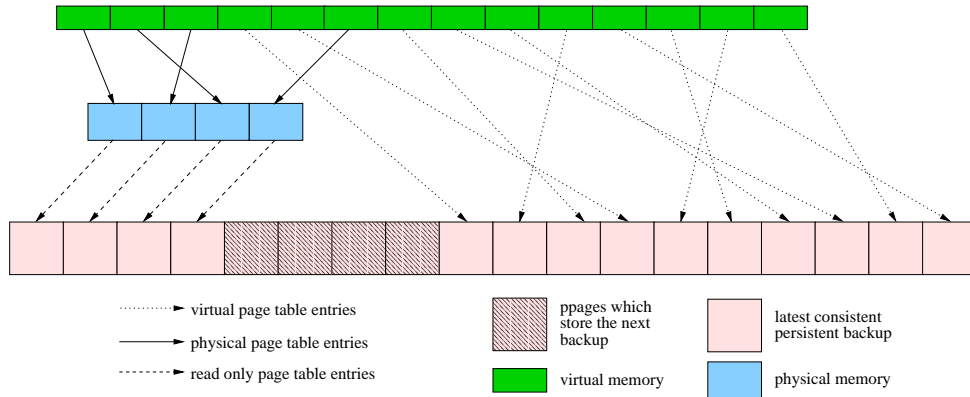 virtual page table entries
physical page table entries
read only page table entries
ppages which
store the next
backup
virtual memory
latest consistent
persistent backup
physical memory